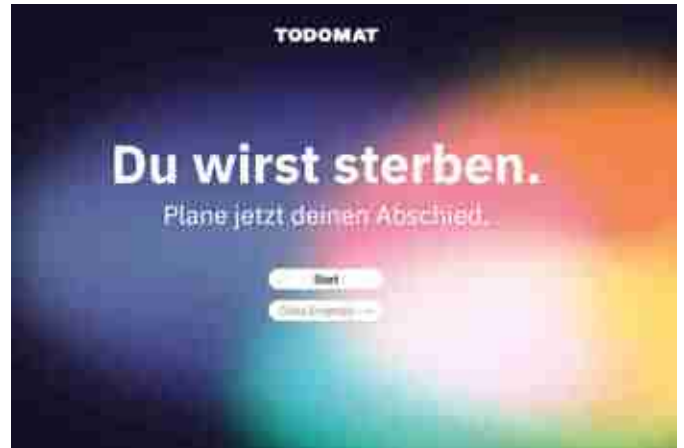 TODOMAT
Du wirst sterben.
Plane jetzt deinen Abschied.
Start